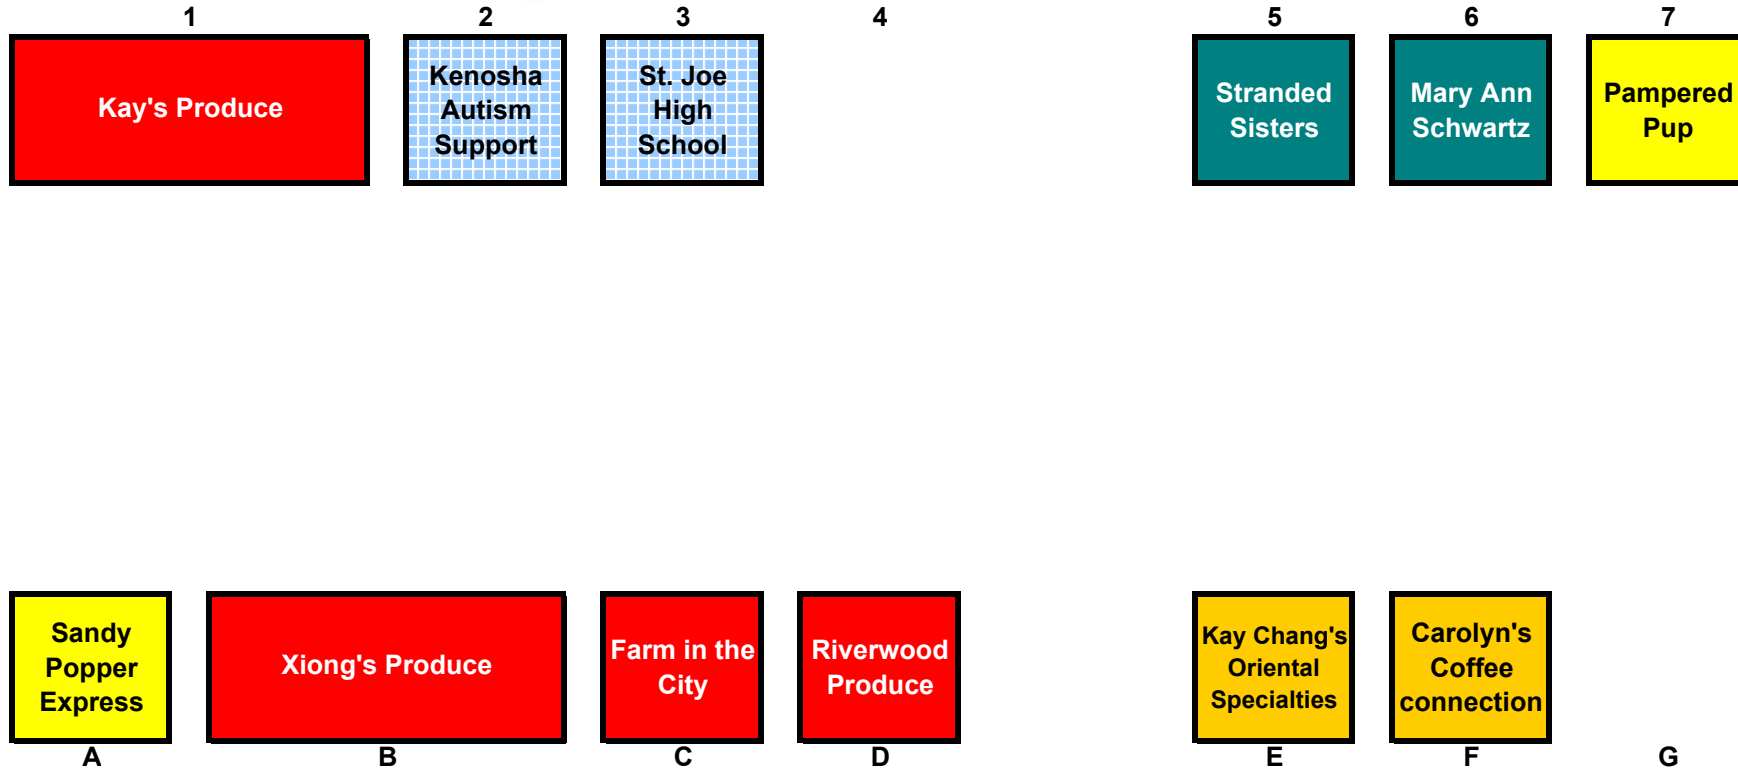 1 2 3 4 5 6 7
Kay's Produce
Kenosha
Autism
Support
St. Joe
High
School
Stranded
Sisters
Mary Ann
Schwartz
Pampered
Pup
Sandy
Popper
Express
Xiong's Produce
Farm in the
City
Riverwood
Produce
Kay Chang's
Oriental
Specialties
Carolyn's
Coffee
connection
A B C D E F G